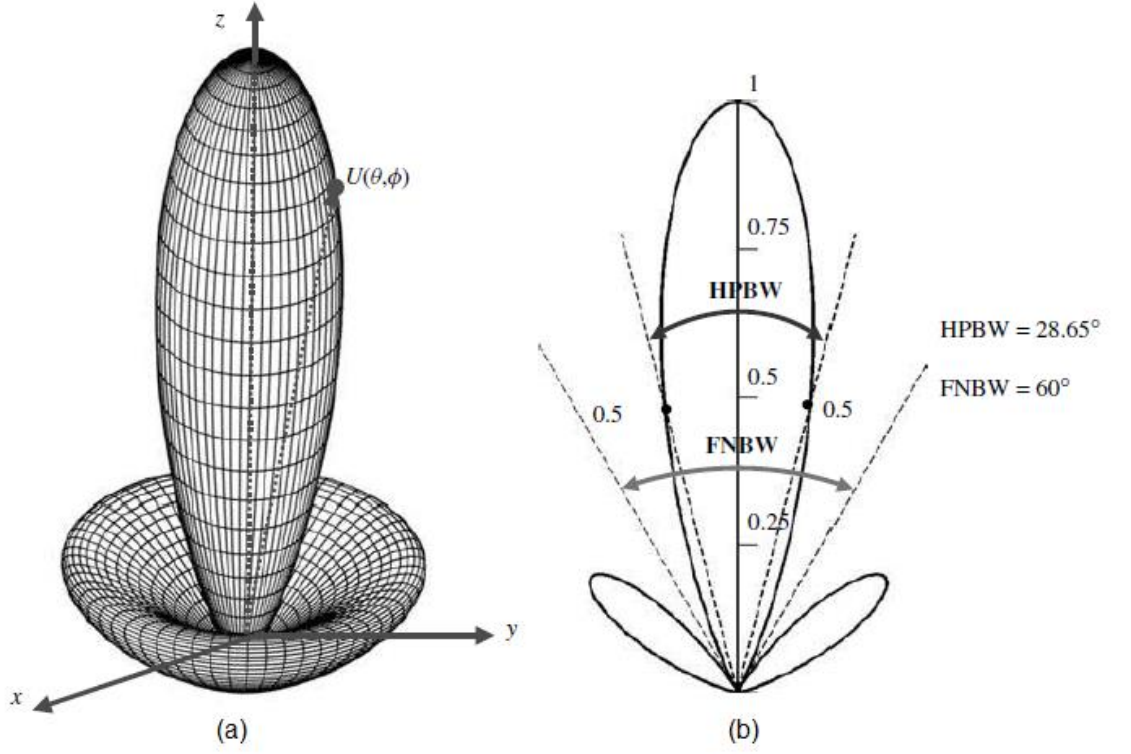 z
U(θ,ϕ)
y
x
(a)
1
0.75
HPBW
HPBW = 28.65°
0.5
FNBW = 60°
0.5
0.5
FNBW
0.25
(b)